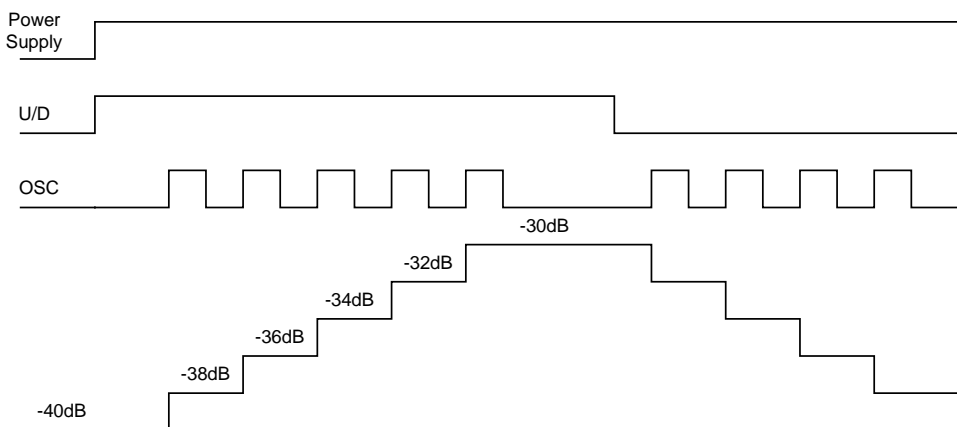 Power
Supply
U/D
OSC
-30dB
-32dB
-34dB
-36dB
-38dB
-40dB